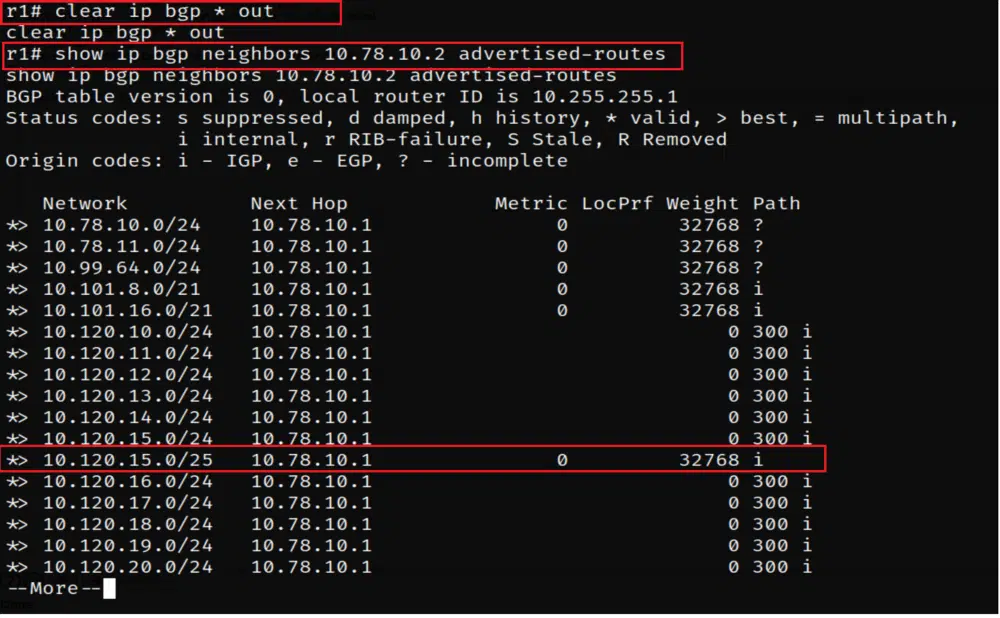 r1# clear ip bgp * out
clear ip bgp * out
r1# show ip bgp neighbors 10.78.10.2 advertised-routes
show ip bgp neighbors 10.78.10.2 advertised-routes
BGP table version is 0, local router ID is 10.255.255.1
Status codes: s suppressed, d damped, h history, * valid, > best, = multipath,
              i internal, r RIB-failure, S Stale, R Removed
Origin codes: i - IGP, e - EGP, ? - incomplete

   Network          Next Hop            Metric LocPrf Weight Path
*> 10.78.10.0/24    10.78.10.1               0         32768 ?
*> 10.78.11.0/24    10.78.10.1               0         32768 ?
*> 10.99.64.0/24    10.78.10.1               0         32768 ?
*> 10.101.8.0/21    10.78.10.1               0         32768 i
*> 10.101.16.0/21   10.78.10.1               0         32768 i
*> 10.120.10.0/24   10.78.10.1                             0 300 i
*> 10.120.11.0/24   10.78.10.1                             0 300 i
*> 10.120.12.0/24   10.78.10.1                             0 300 i
*> 10.120.13.0/24   10.78.10.1                             0 300 i
*> 10.120.14.0/24   10.78.10.1                             0 300 i
*> 10.120.15.0/24   10.78.10.1                             0 300 i
*> 10.120.15.0/25   10.78.10.1               0         32768 i
*> 10.120.16.0/24   10.78.10.1                             0 300 i
*> 10.120.17.0/24   10.78.10.1                             0 300 i
*> 10.120.18.0/24   10.78.10.1                             0 300 i
*> 10.120.19.0/24   10.78.10.1                             0 300 i
*> 10.120.20.0/24   10.78.10.1                             0 300 i
--More--